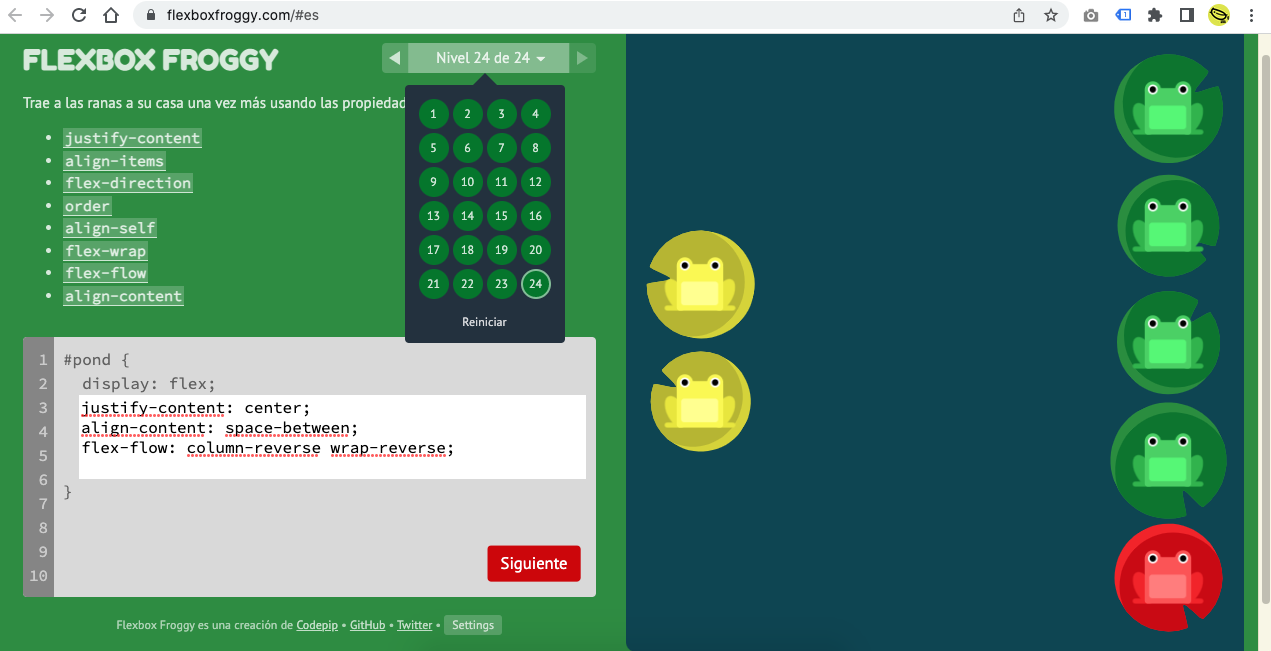 flexboxfroggy.com/#es
FLEXBOX FROGGY
Nivel 24 de 24
Trae a las ranas a su casa una vez más usando las propiedad
justify-content
align-items
flex-direction
order
align-self
flex-wrap
flex-flow
align-content
1 2 3 4
5 6 7 8
9 10 11 12
13 14 15 16
17 18 19 20
21 22 23 24
Reiniciar
1 #pond {
2 display: flex;
3 justify-content: center;
4 align-content: space-between;
5 flex-flow: column-reverse wrap-reverse;
6
7 }
8
9
10
Siguiente
Flexbox Froggy es una creación de Codepip • GitHub • Twitter • Settings